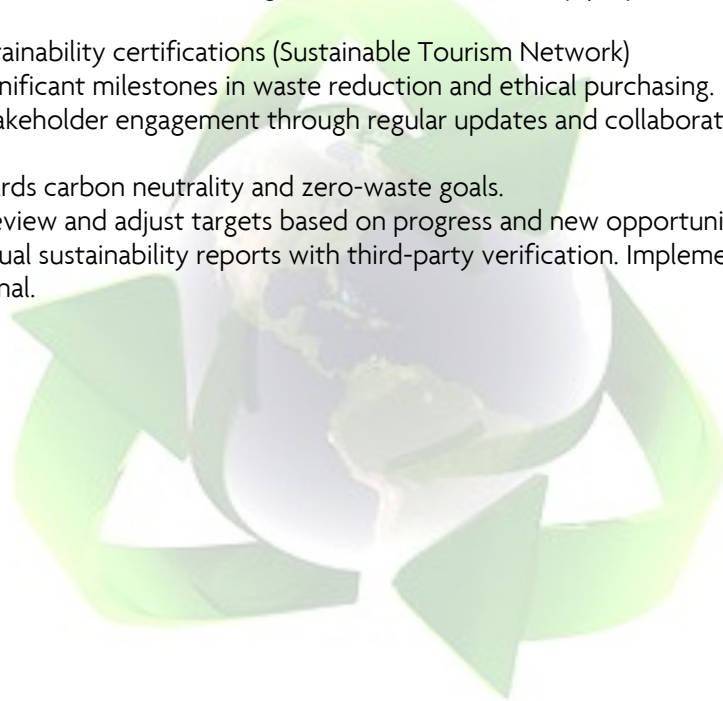 rainability certifications (Sustainable Tourism Network)
nificant milestones in waste reduction and ethical purchasing.
akeholder engagement through regular updates and collaborat
rds carbon neutrality and zero-waste goals.
eview and adjust targets based on progress and new opportuni
ual sustainability reports with third-party verification. Impleme
nal.